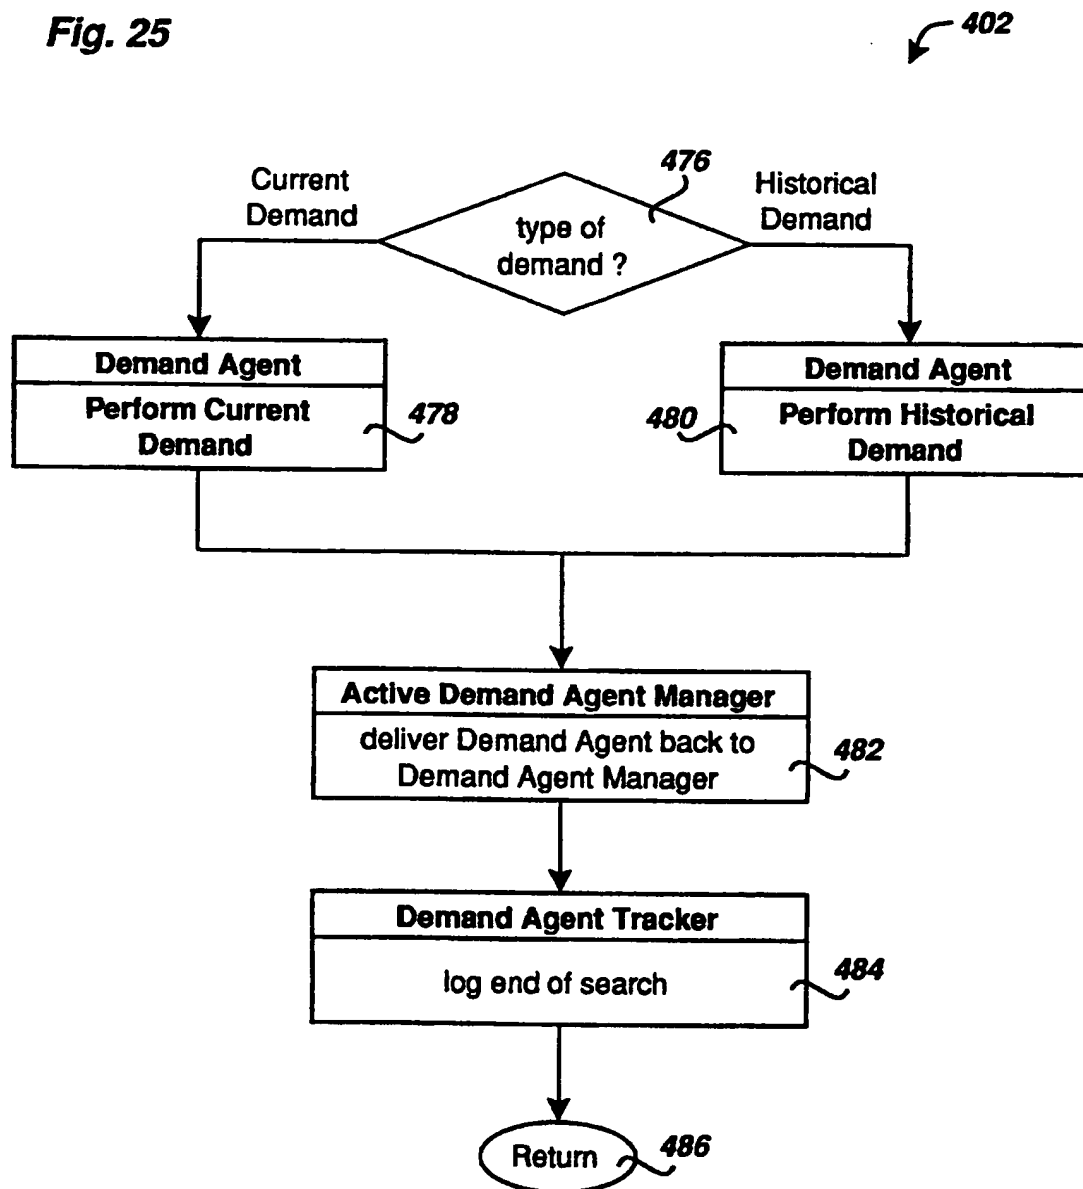 Fig. 25
402
476
Current
Demand
Historical
Demand
type of
demand ?
Demand Agent
Perform Current
Demand
478
Demand Agent
480
Perform Historical
Demand
Active Demand Agent Manager
deliver Demand Agent back to
Demand Agent Manager
482
Demand Agent Tracker
log end of search
484
Return
486